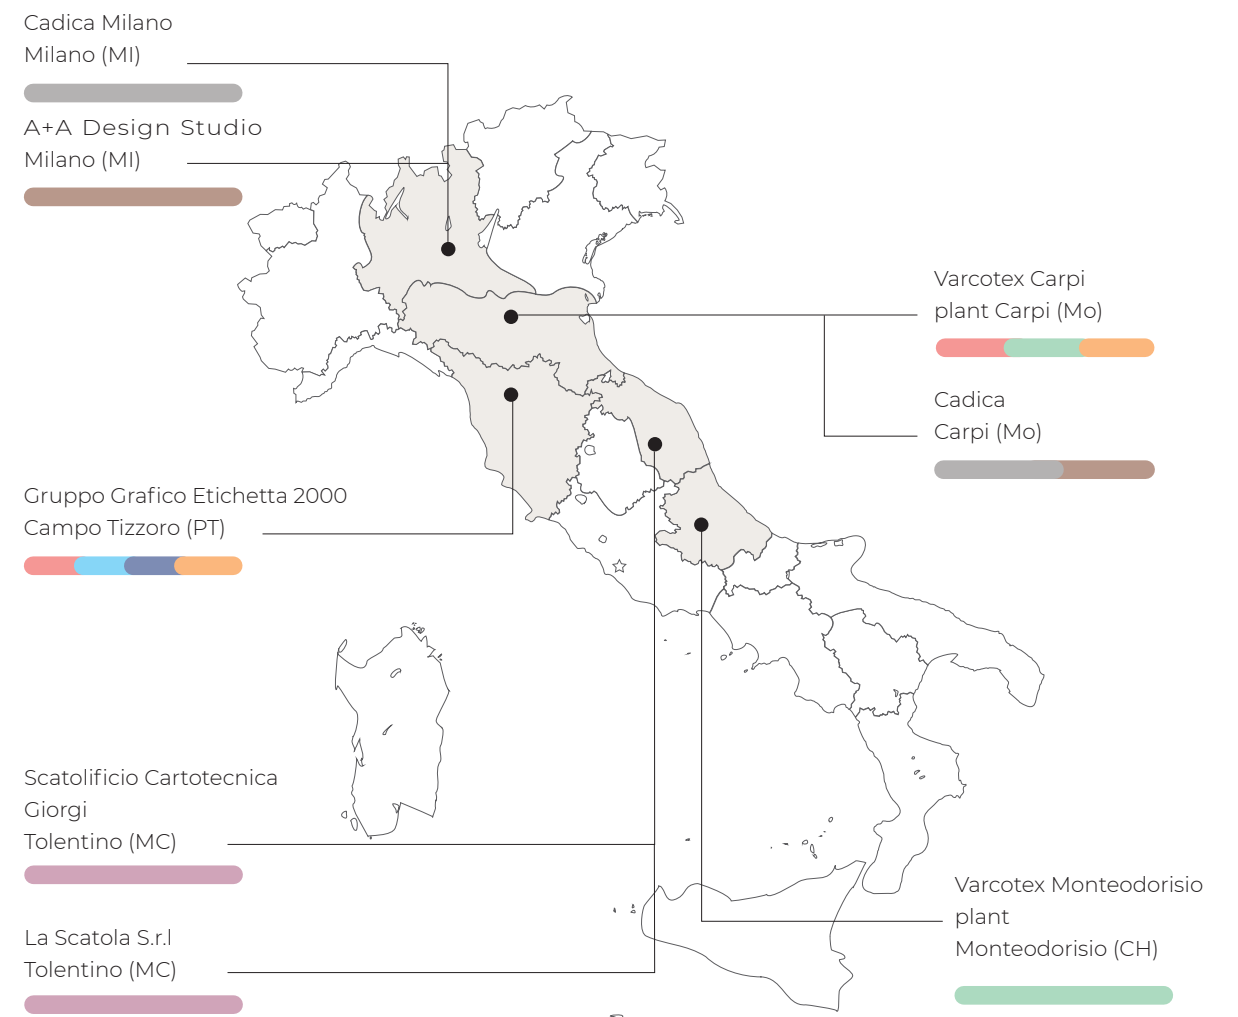 Cadica Milano
Milano (MI)
A+A Design Studio
Milano (MI)
Varcotex Carpi
plant Carpi (Mo)
Cadica
Carpi (Mo)
Gruppo Grafico Etichetta 2000
Campo Tizzoro (PT)
Scatolificio Cartotecnica
Giorgi
Tolentino (MC)
La Scatola S.r.l
Tolentino (MC)
Varcotex Monteodorisio
plant
Monteodorisio (CH)